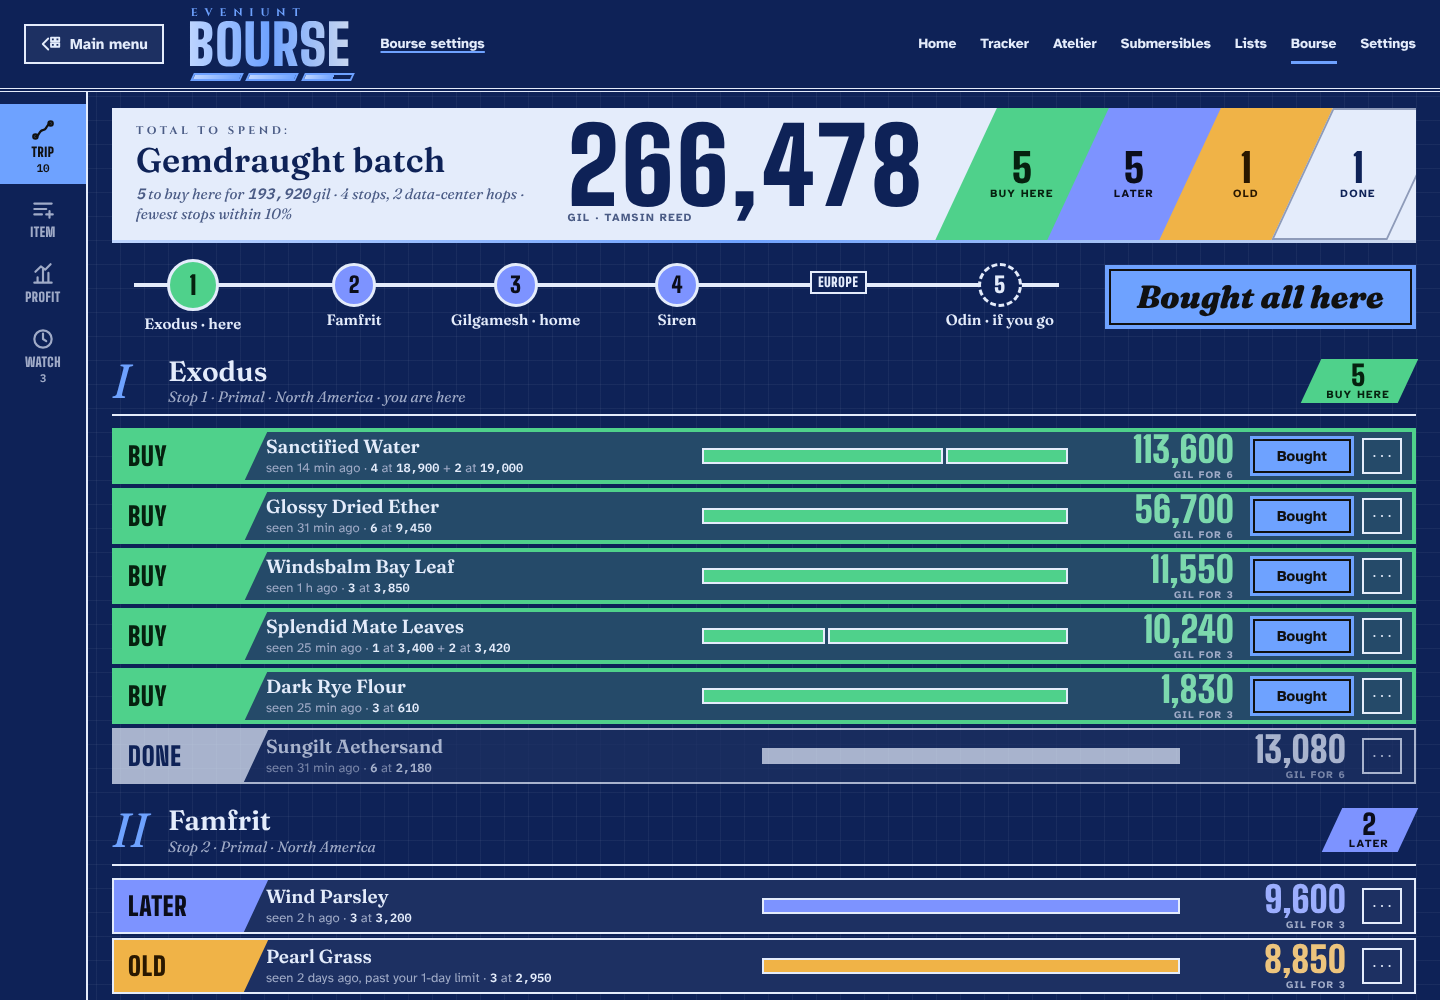 Main menu
EVENIUNT
BOURSE
Bourse settings
Home
Tracker
Atelier
Submersibles
Lists
Bourse
Settings
TRIP
10
ITEM
PROFIT
WATCH
3
TOTAL TO SPEND:
Gemdraught batch
5 to buy here for 193,920 gil · 4 stops, 2 data-center hops ·
fewest stops within 10%
266,478
GIL · TAMSIN REED
5
BUY HERE
5
LATER
1
OLD
1
DONE
1
Exodus · here
2
Famfrit
3
Gilgamesh · home
4
Siren
EUROPE
5
Odin · if you go
Bought all here
I
Exodus
Stop 1 · Primal · North America · you are here
5
BUY HERE
BUY
Sanctified Water
seen 14 min ago · 4 at 18,900 + 2 at 19,000
113,600
GIL FOR 6
Bought
...
BUY
Glossy Dried Ether
seen 31 min ago · 6 at 9,450
56,700
GIL FOR 6
Bought
...
BUY
Windsbalm Bay Leaf
seen 1 h ago · 3 at 3,850
11,550
GIL FOR 3
Bought
...
BUY
Splendid Mate Leaves
seen 25 min ago · 1 at 3,400 + 2 at 3,420
10,240
GIL FOR 3
Bought
...
BUY
Dark Rye Flour
seen 25 min ago · 3 at 610
1,830
GIL FOR 3
Bought
...
DONE
Sungilt Aethersand
seen 31 min ago · 6 at 2,180
13,080
GIL FOR 6
...
II
Famfrit
Stop 2 · Primal · North America
2
LATER
LATER
Wind Parsley
seen 2 h ago · 3 at 3,200
9,600
GIL FOR 3
...
OLD
Pearl Grass
seen 2 days ago, past your 1-day limit · 3 at 2,950
8,850
GIL FOR 3
...